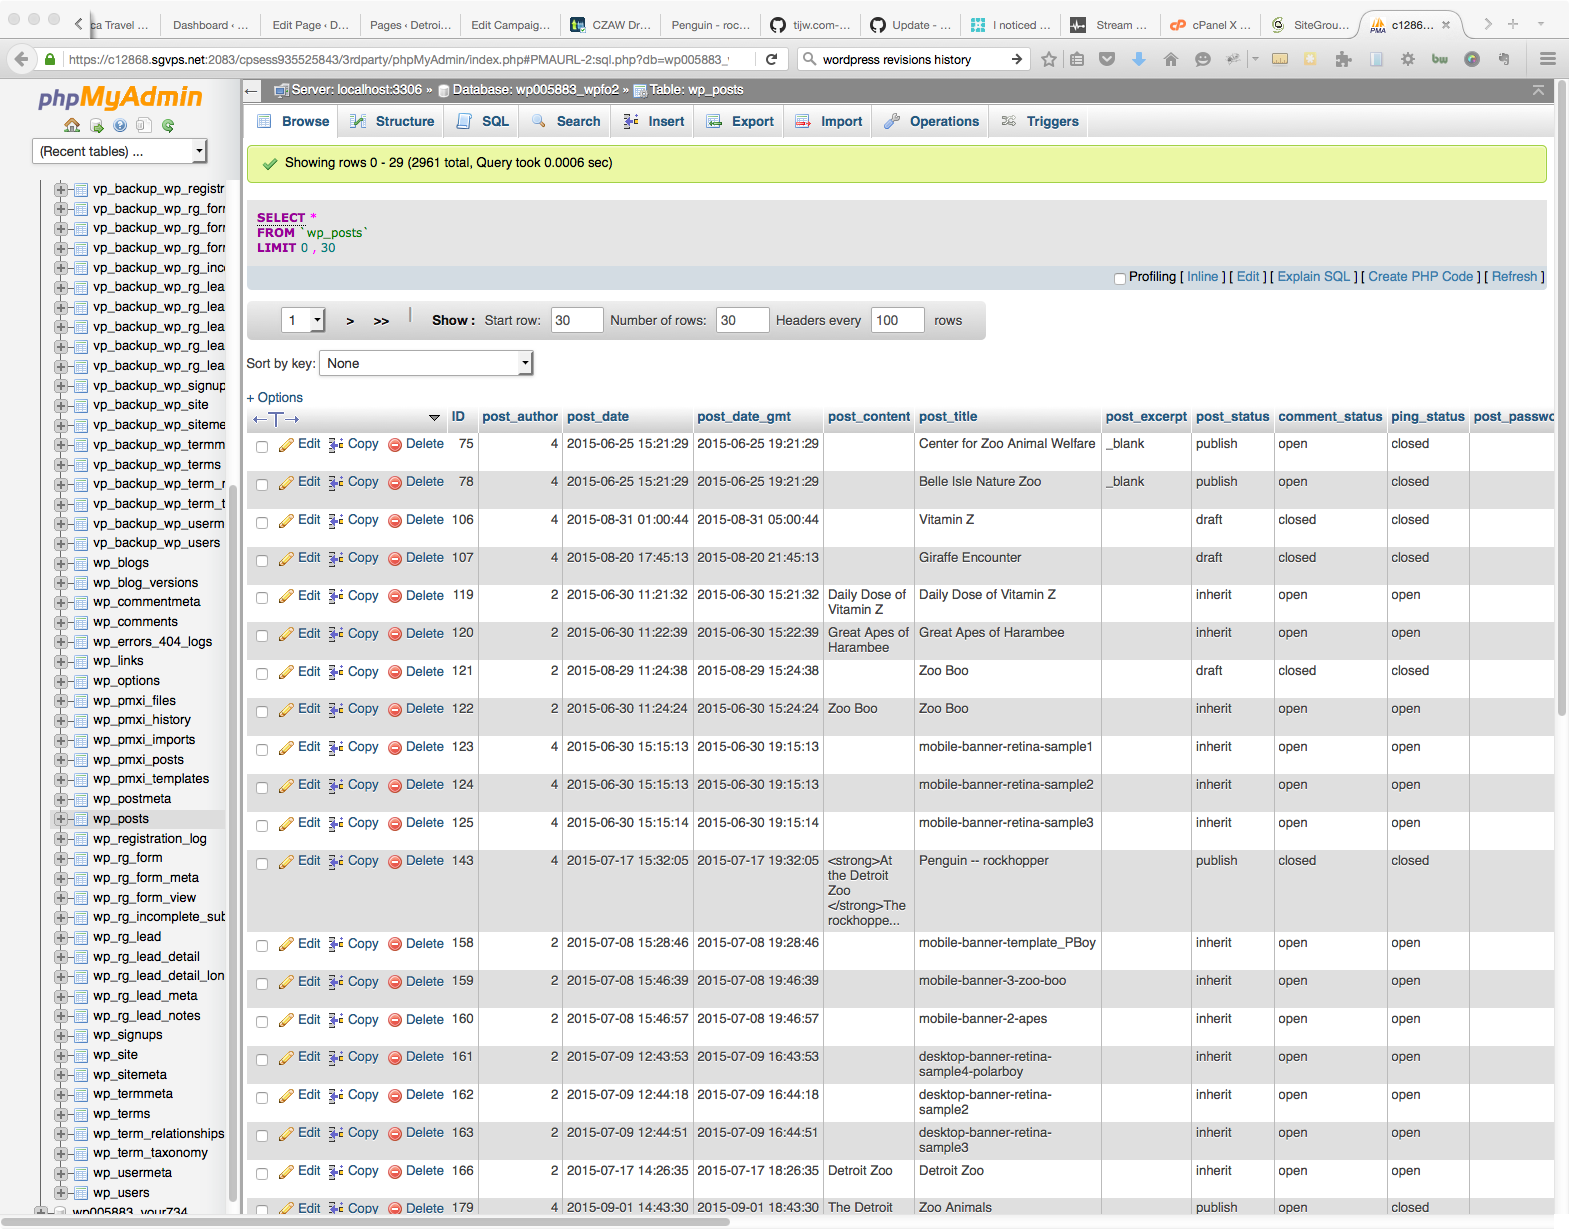 ca Travel ...
Dashboard ‹ ...
Edit Page ‹ D...
Pages ‹ Detroi...
Edit Campaig...
CZAW Dr...
Penguin - roc...
tijw.com-...
Update - ...
I noticed ...
Stream ...
cPanel X ...
SiteGrou...
c1286...
https://c12868.sgvps.net:2083/cpsess935525843/3rdparty/phpMyAdmin/index.php#PMAURL-2:sql.php?db=wp005883_
wordpress revisions history
phpMyAdmin
(Recent tables) ...
vp_backup_wp_registr
vp_backup_wp_rg_for
vp_backup_wp_rg_for
vp_backup_wp_rg_for
vp_backup_wp_rg_inc
vp_backup_wp_rg_lea
vp_backup_wp_rg_lea
vp_backup_wp_rg_lea
vp_backup_wp_rg_lea
vp_backup_wp_rg_lea
vp_backup_wp_signup
vp_backup_wp_site
vp_backup_wp_siteme
vp_backup_wp_termm
vp_backup_wp_terms
vp_backup_wp_term_r
vp_backup_wp_term_t
vp_backup_wp_userm
vp_backup_wp_users
wp_blogs
wp_blog_versions
wp_commentmeta
wp_comments
wp_errors_404_logs
wp_links
wp_options
wp_pmxi_files
wp_pmxi_history
wp_pmxi_imports
wp_pmxi_posts
wp_pmxi_templates
wp_postmeta
wp_posts
wp_registration_log
wp_rg_form
wp_rg_form_meta
wp_rg_form_view
wp_rg_incomplete_sub
wp_rg_lead
wp_rg_lead_detail
wp_rg_lead_detail_lon
wp_rg_lead_meta
wp_rg_lead_notes
wp_signups
wp_site
wp_sitemeta
wp_termmeta
wp_terms
wp_term_relationships
wp_term_taxonomy
wp_usermeta
wp_users
wp005883_your734
Server: localhost:3306 » Database: wp005883_wpfo2 » Table: wp_posts
Browse Structure SQL Search Insert Export Import Operations Triggers
Showing rows 0 - 29 (2961 total, Query took 0.0006 sec)
SELECT *
FROM `wp_posts`
LIMIT 0 , 30
Profiling [ Inline ] [ Edit ] [ Explain SQL ] [ Create PHP Code ] [ Refresh ]
1 > >> Show : Start row: 30 Number of rows: 30 Headers every 100 rows
Sort by key: None
+ Options
←T→ ID post_author post_date post_date_gmt post_content post_title post_excerpt post_status comment_status ping_status post_passwo
Edit Copy Delete 75 4 2015-06-25 15:21:29 2015-06-25 19:21:29 Center for Zoo Animal Welfare _blank publish open closed
Edit Copy Delete 78 4 2015-06-25 15:21:29 2015-06-25 19:21:29 Belle Isle Nature Zoo _blank publish open closed
Edit Copy Delete 106 4 2015-08-31 01:00:44 2015-08-31 05:00:44 Vitamin Z draft closed closed
Edit Copy Delete 107 4 2015-08-20 17:45:13 2015-08-20 21:45:13 Giraffe Encounter draft closed closed
Edit Copy Delete 119 2 2015-06-30 11:21:32 2015-06-30 15:21:32 Daily Dose of Daily Dose of Vitamin Z inherit open open
Vitamin Z
Edit Copy Delete 120 2 2015-06-30 11:22:39 2015-06-30 15:22:39 Great Apes of Great Apes of Harambee inherit open open
Harambee
Edit Copy Delete 121 2 2015-08-29 11:24:38 2015-08-29 15:24:38 Zoo Boo draft closed closed
Edit Copy Delete 122 2 2015-06-30 11:24:24 2015-06-30 15:24:24 Zoo Boo Zoo Boo inherit open open
Edit Copy Delete 123 4 2015-06-30 15:15:13 2015-06-30 19:15:13 mobile-banner-retina-sample1 inherit open open
Edit Copy Delete 124 4 2015-06-30 15:15:13 2015-06-30 19:15:13 mobile-banner-retina-sample2 inherit open open
Edit Copy Delete 125 4 2015-06-30 15:15:14 2015-06-30 19:15:14 mobile-banner-retina-sample3 inherit open open
Edit Copy Delete 143 4 2015-07-17 15:32:05 2015-07-17 19:32:05 <strong>At Penguin -- rockhopper publish closed closed
the Detroit
Zoo
</strong>The
rockhoppe...
Edit Copy Delete 158 2 2015-07-08 15:28:46 2015-07-08 19:28:46 mobile-banner-template_PBoy inherit open open
Edit Copy Delete 159 2 2015-07-08 15:46:39 2015-07-08 19:46:39 mobile-banner-3-zoo-boo inherit open open
Edit Copy Delete 160 2 2015-07-08 15:46:57 2015-07-08 19:46:57 mobile-banner-2-apes inherit open open
Edit Copy Delete 161 2 2015-07-09 12:43:53 2015-07-09 16:43:53 desktop-banner-retina- inherit open open
sample4-polarboy
Edit Copy Delete 162 2 2015-07-09 12:44:18 2015-07-09 16:44:18 desktop-banner-retina- inherit open open
sample2
Edit Copy Delete 163 2 2015-07-09 12:44:51 2015-07-09 16:44:51 desktop-banner-retina- inherit open open
sample3
Edit Copy Delete 166 2 2015-07-17 14:26:35 2015-07-17 18:26:35 Detroit Zoo Detroit Zoo inherit open open
Edit Copy Delete 179 4 2015-09-01 14:43:30 2015-09-01 18:43:30 The Detroit Zoo Animals publish open closed